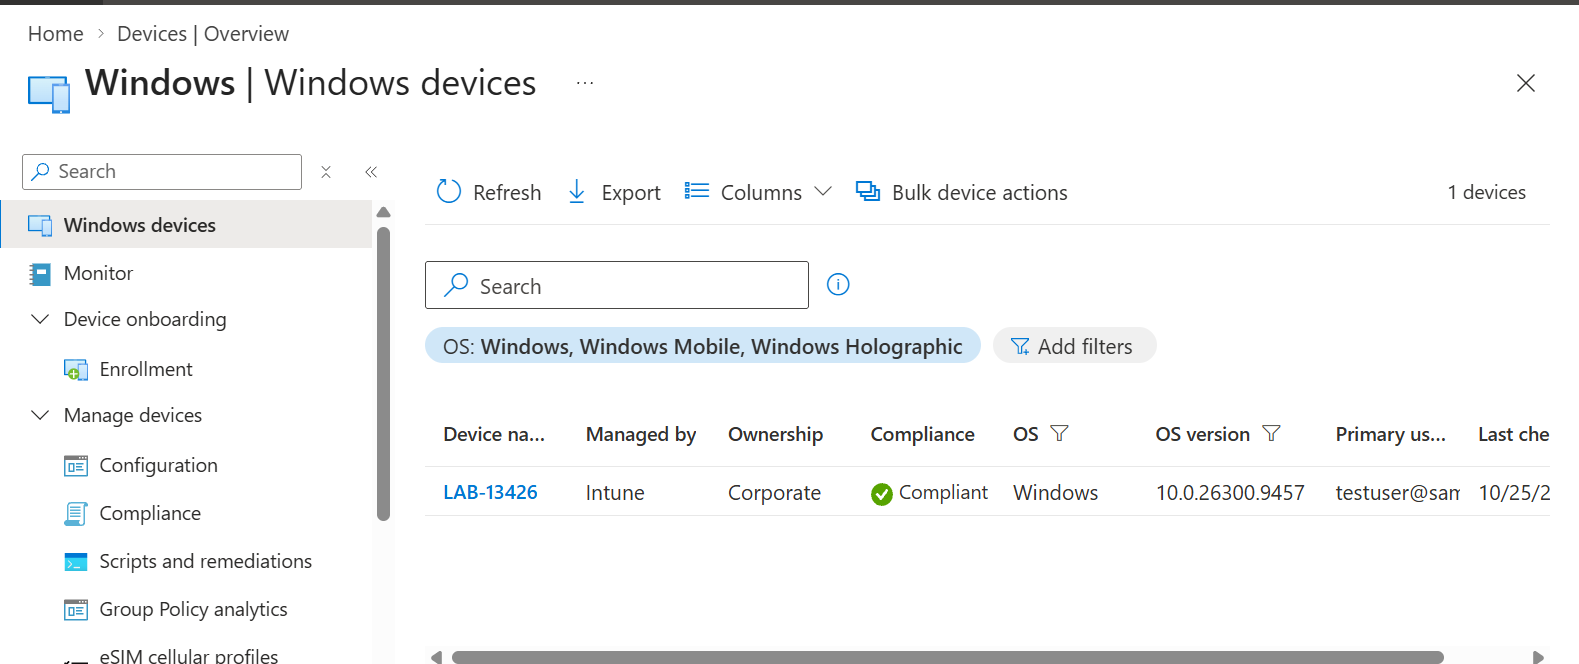 Home > Devices | Overview
Windows | Windows devices ...
Search
Windows devices
Monitor
Device onboarding
Enrollment
Manage devices
Configuration
Compliance
Scripts and remediations
Group Policy analytics
eSIM cellular profiles
Refresh Export Columns Bulk device actions 1 devices
Search
OS: Windows, Windows Mobile, Windows Holographic Add filters
Device na... Managed by Ownership Compliance OS OS version Primary us... Last che
LAB-13426 Intune Corporate Compliant Windows 10.0.26300.9457 testuser@sam 10/25/2